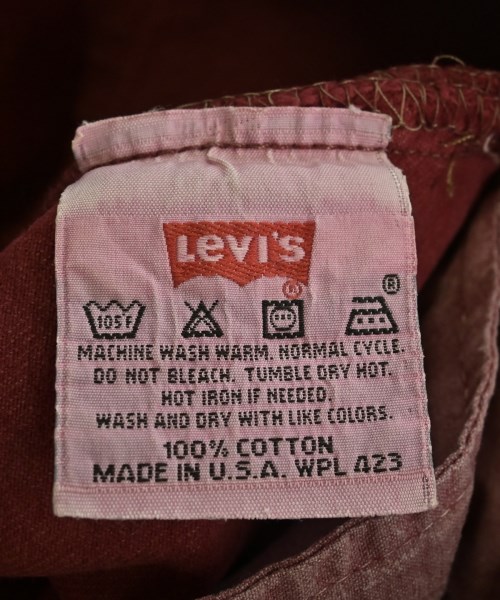 Levi's
®
®
105F
MACHINE WASH WARM. NORMAL CYCLE.
DO NOT BLEACH. TUMBLE DRY HOT.
HOT IRON IF NEEDED.
WASH AND DRY WITH LIKE COLORS.
100% COTTON
MADE IN U.S.A. WPL 423